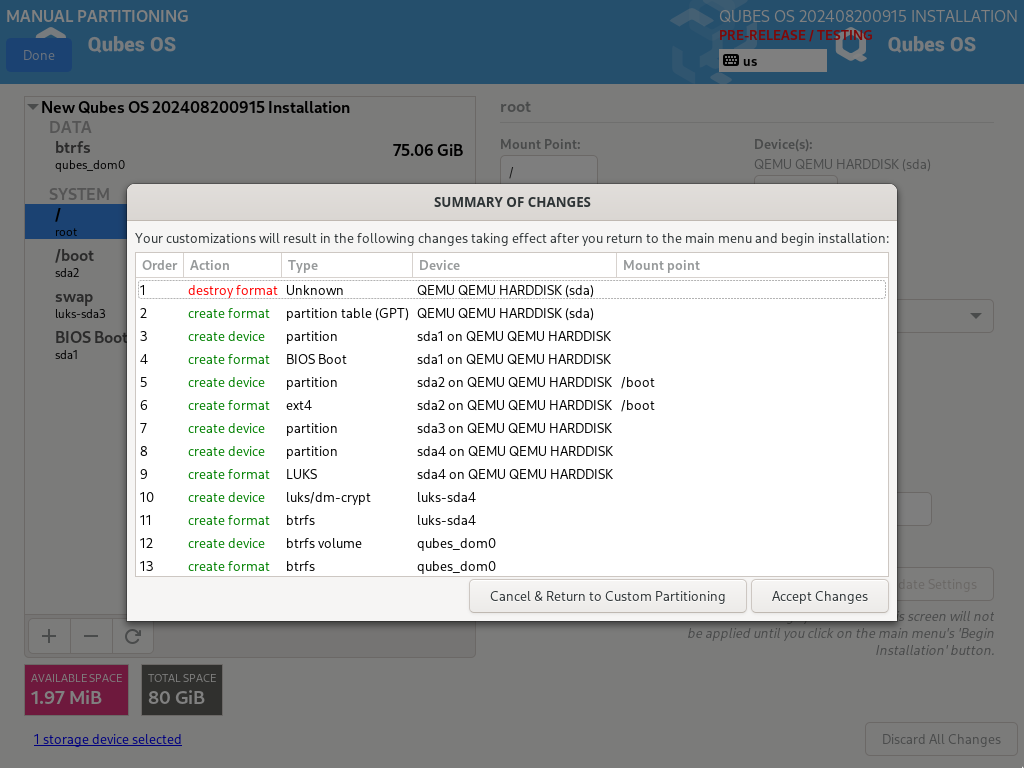 MANUAL PARTITIONING
QUBES OS 202408200915 INSTALLATION
PRE-RELEASE / TESTING
Done
Qubes OS
us
Qubes OS
New Qubes OS 202408200915 Installation
DATA
btrfs
75.06 GiB
qubes_dom0
SYSTEM
/
root
/boot
sda2
swap
luks-sda3
BIOS Boot
sda1
root
Mount Point:
Device(s):
/
QEMU QEMU HARDDISK (sda)
SUMMARY OF CHANGES
Your customizations will result in the following changes taking effect after you return to the main menu and begin installation:
Order Action Type Device Mount point
1 destroy format Unknown QEMU QEMU HARDDISK (sda)
2 create format partition table (GPT) QEMU QEMU HARDDISK (sda)
3 create device partition sda1 on QEMU QEMU HARDDISK
4 create format BIOS Boot sda1 on QEMU QEMU HARDDISK
5 create device partition sda2 on QEMU QEMU HARDDISK /boot
6 create format ext4 sda2 on QEMU QEMU HARDDISK /boot
7 create device partition sda3 on QEMU QEMU HARDDISK
8 create device partition sda4 on QEMU QEMU HARDDISK
9 create format LUKS sda4 on QEMU QEMU HARDDISK
10 create device luks/dm-crypt luks-sda4
11 create format btrfs luks-sda4
12 create device btrfs volume qubes_dom0
13 create format btrfs qubes_dom0
Cancel & Return to Custom Partitioning
Accept Changes
Settings
screen will not
be applied until you click on the main menu's 'Begin
Installation' button.
AVAILABLE SPACE
1.97 MiB
TOTAL SPACE
80 GiB
1 storage device selected
Discard All Changes